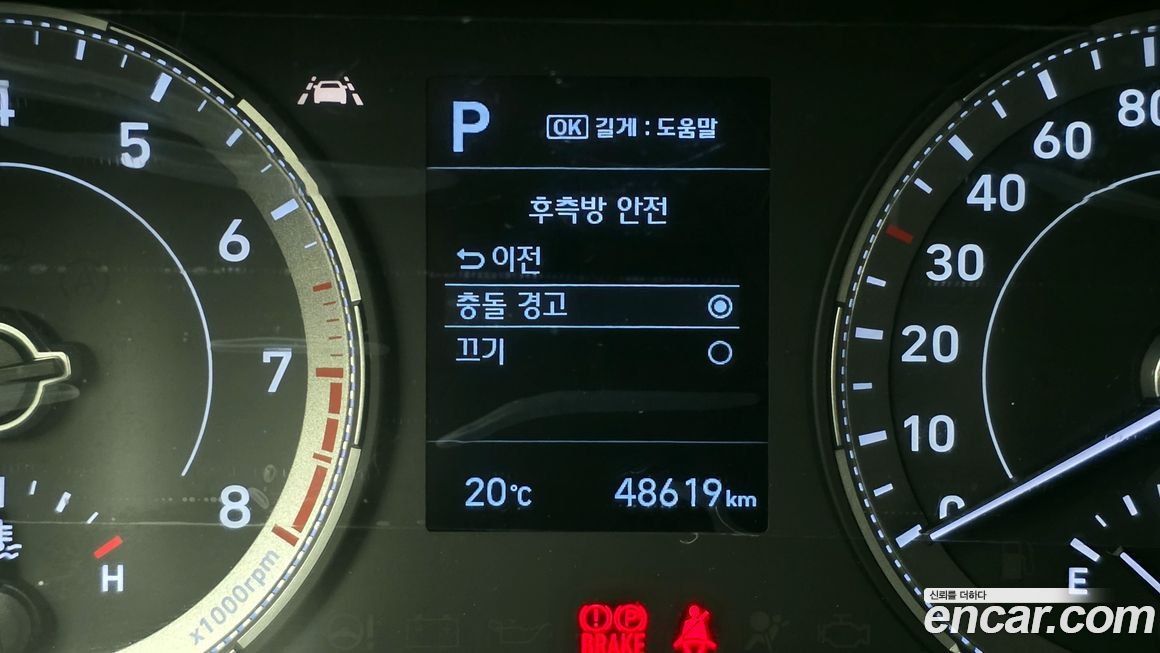 P
OK 길게 : 도움말
후측방 안전
이전
충돌 경고
끄기
20°C 48619km
4
5
6
7
8
x1000rpm
H
80
60
40
30
20
10
0
E
BRAKE
신뢰를 더하다
encar.com